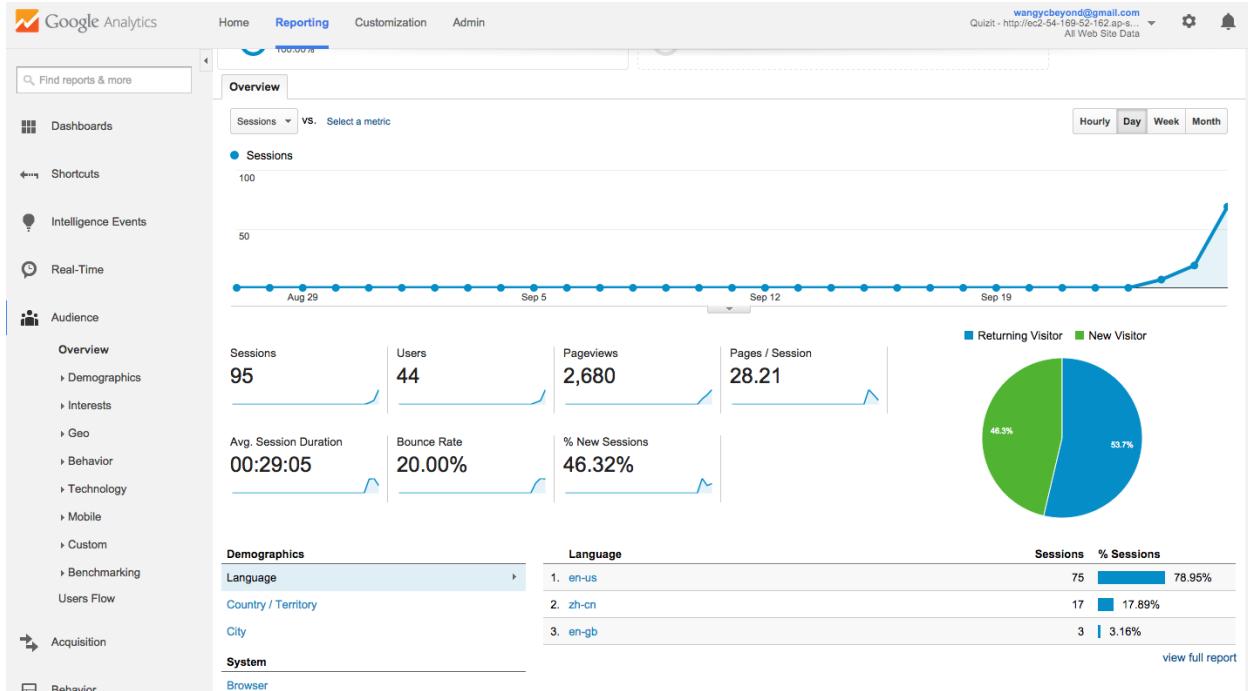 Google Analytics
Home Reporting Customization Admin
wangycbeyond@gmail.com
Quizit - http://ec2-54-169-52-162.ap-s...
All Web Site Data
100.00%
Find reports & more
Dashboards
Shortcuts
Intelligence Events
Real-Time
Audience
Overview
Demographics
Interests
Geo
Behavior
Technology
Mobile
Custom
Benchmarking
Users Flow
Acquisition
Behavior
Overview
Sessions VS. Select a metric
Hourly Day Week Month
Sessions
100
50
Aug 29 Sep 5 Sep 12 Sep 19
Returning Visitor New Visitor
46.3% 53.7%
Sessions Users Pageviews Pages / Session
95 44 2,680 28.21
Avg. Session Duration Bounce Rate % New Sessions
00:29:05 20.00% 46.32%
Demographics
Language
Country / Territory
City
System
Browser
Language Sessions % Sessions
1. en-us 75 78.95%
2. zh-cn 17 17.89%
3. en-gb 3 3.16%
view full report